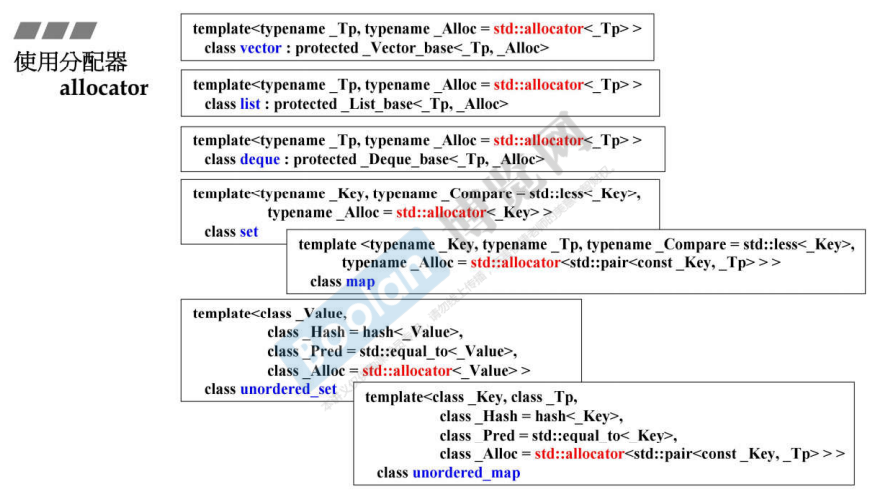 使用分配器
allocator
template<typename _Tp, typename _Alloc = std::allocator<_Tp> >
class vector : protected _Vector_base<_Tp, _Alloc>
template<typename _Tp, typename _Alloc = std::allocator<_Tp> >
class list : protected _List_base<_Tp, _Alloc>
template<typename _Tp, typename _Alloc = std::allocator<_Tp> >
class deque : protected _Deque_base<_Tp, _Alloc>
template<typename _Key, typename _Compare = std::less<_Key>,
typename _Alloc = std::allocator<_Key> >
class set
template <typename _Key, typename _Tp, typename _Compare = std::less<_Key>,
typename _Alloc = std::allocator<std::pair<const _Key, _Tp> > >
class map
template<class _Value,
class _Hash = hash<_Value>,
class _Pred = std::equal_to<_Value>,
class _Alloc = std::allocator<_Value> >
class unordered_set
template<class _Key, class _Tp,
class _Hash = hash<_Key>,
class _Pred = std::equal_to<_Key>,
class _Alloc = std::allocator<std::pair<const _Key, _Tp> > >
class unordered_map
Boolan 博览网